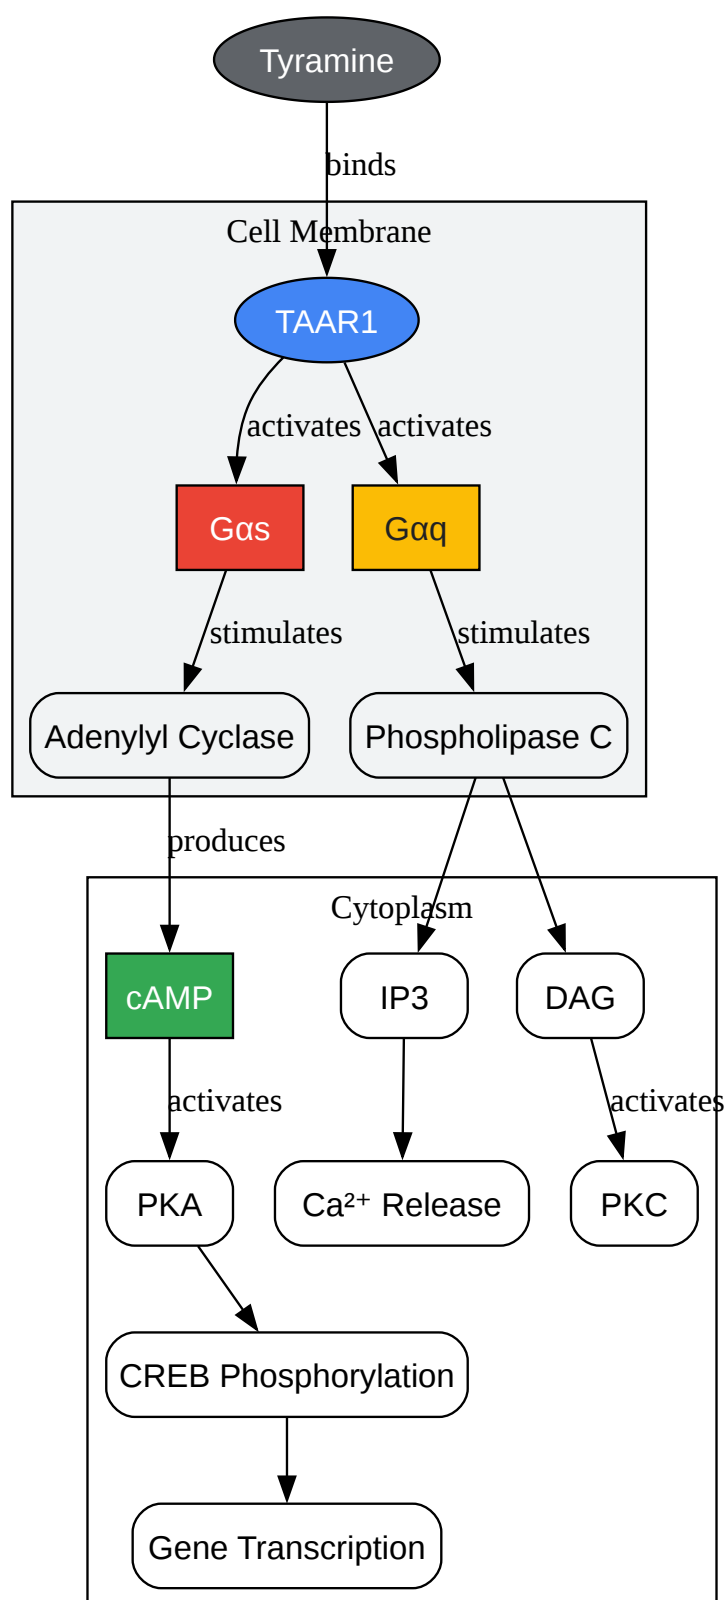 Tyramine
binds
Cell Membrane
TAAR1
activates
activates
Gαs
Gαq
stimulates
stimulates
Adenylyl Cyclase
Phospholipase C
produces
Cytoplasm
cAMP
IP3
DAG
activates
activates
PKA
Ca²⁺ Release
PKC
CREB Phosphorylation
Gene Transcription